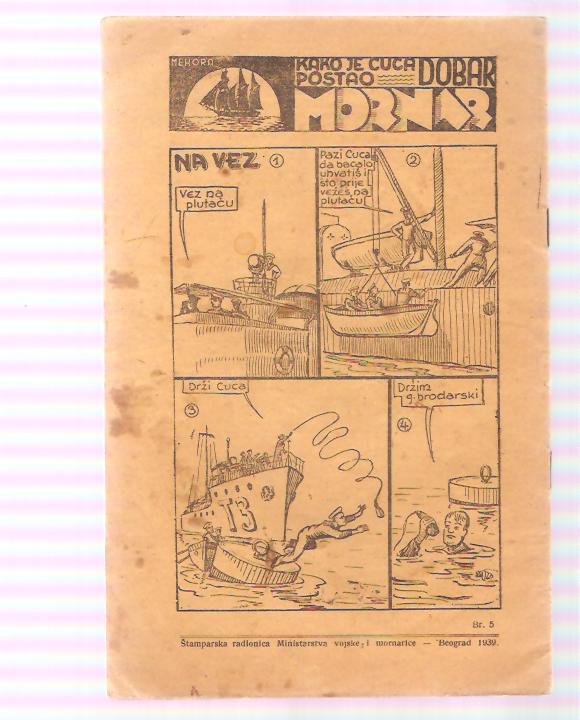 MEHORA
KAKO JE CUCA
POSTAO DOBAR
MORNAR
NA VEZ 1
Vez na
plutaču
Pazi Cuca
da bacalo
uhvatiš i
što prije
vežeš na
plutaču
2
Drži Cuca
3
T3
Držim
g. brodarski
4
Br. 5
Štamparska radionica Ministarstva vojske i mornarice — Beograd 1939.